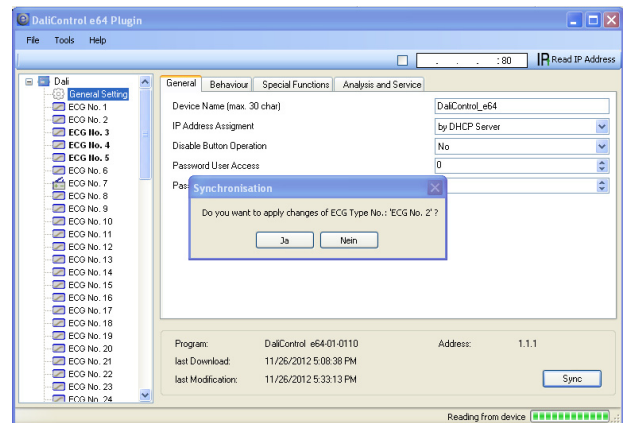 DaliControl e64 Plugin
File Tools Help
. . . :80 Read IP Address
Dali
General Setting
ECG No. 1
ECG No. 2
ECG No. 3
ECG No. 4
ECG No. 5
ECG No. 6
ECG No. 7
ECG No. 8
ECG No. 9
ECG No. 10
ECG No. 11
ECG No. 12
ECG No. 13
ECG No. 14
ECG No. 15
ECG No. 16
ECG No. 17
ECG No. 18
ECG No. 19
ECG No. 20
ECG No. 21
ECG No. 22
ECG No. 23
ECG No. 24
General Behaviour Special Functions Analysis and Service
Device Name (max. 30 char) DaliControl_e64
IP Address Assigment by DHCP Server
Disable Button Operation No
Password User Access 0
Synchronisation
Do you want to apply changes of ECG Type No.: 'ECG No. 2' ?
Ja Nein
Program: DaliControl e64-01-0110 Address: 1.1.1
last Download: 11/26/2012 5:08:38 PM
last Modification: 11/26/2012 5:33:13 PM Sync
Reading from device